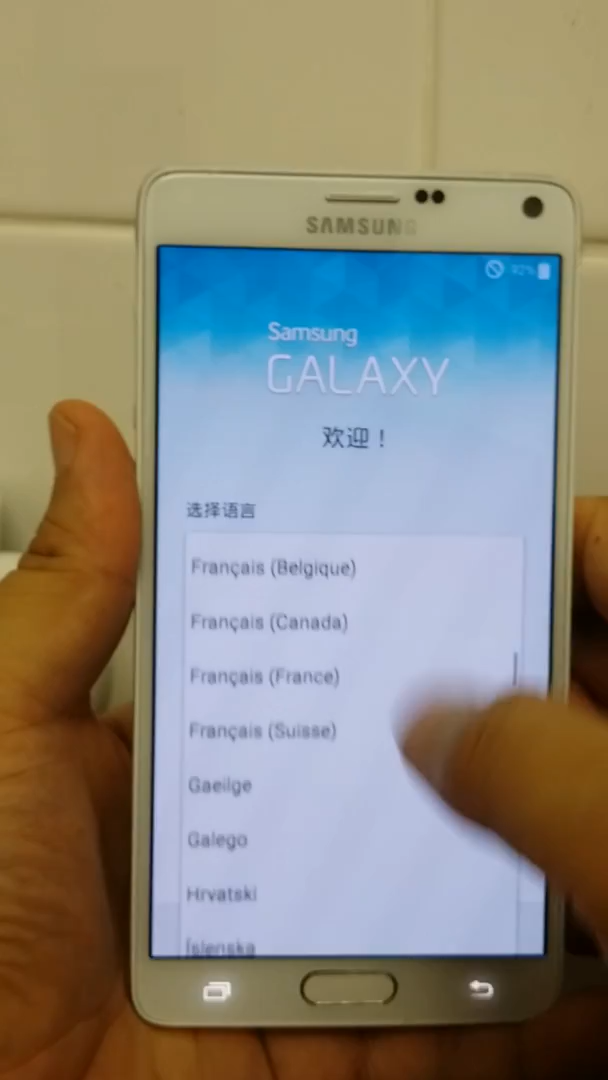 SAMSUNG
92%
Samsung
GALAXY
欢迎！
选择语言
Français (Belgique)
Français (Canada)
Français (France)
Français (Suisse)
Gaeilge
Galego
Hrvatski
Íslenska